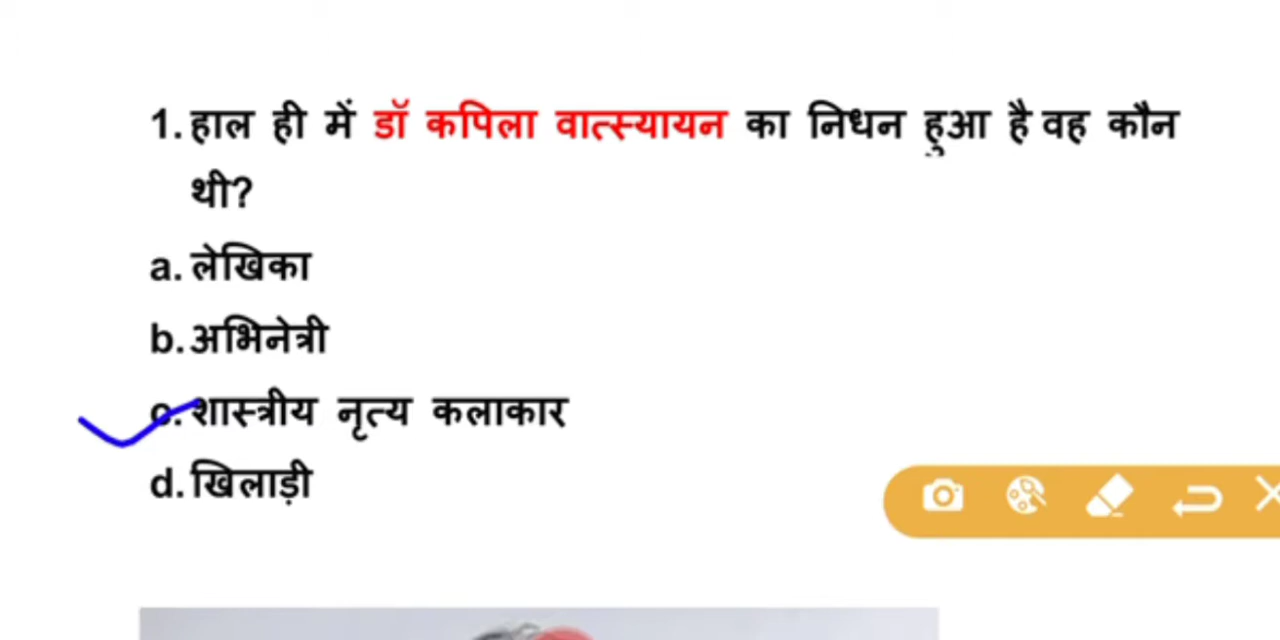 1. हाल ही में डॉ कपिला वात्स्यायन का निधन हुआ है वह कौन
थी?
a. लेखिका
b. अभिनेत्री
c. शास्त्रीय नृत्य कलाकार
d. खिलाड़ी